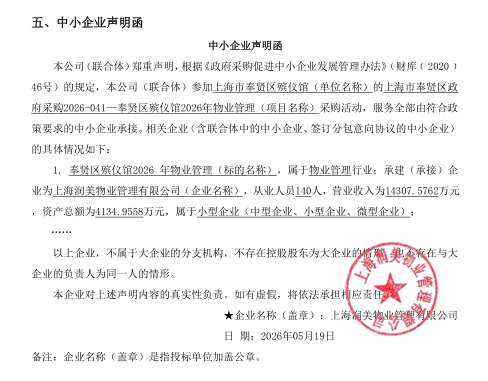 五、中小企业声明函
中小企业声明函
本公司（联合体）郑重声明，根据《政府采购促进中小企业发展管理办法》（财库﹝2020﹞
46号）的规定，本公司（联合体）参加上海市奉贤区殡仪馆（单位名称）的上海市奉贤区政
府采购2026-041—奉贤区殡仪馆2026年物业管理（项目名称）采购活动，服务全部由符合政
策要求的中小企业承接。相关企业（含联合体中的中小企业、签订分包意向协议的中小企业）
的具体情况如下：
1. 奉贤区殡仪馆2026 年物业管理（标的名称），属于物业管理行业；承建（承接）企
业为上海润美物业管理有限公司（企业名称），从业人员140人，营业收入为14307.5762万元
，资产总额为4134.9558万元，属于小型企业（中型企业、小型企业、微型企业）；
……
以上企业，不属于大企业的分支机构，不存在控股股东为大企业的情形，也不存在与大
企业的负责人为同一人的情形。
本企业对上述声明内容的真实性负责。如有虚假，将依法承担相应责任。
★企业名称（盖章）：上海润美物业管理有限公司
日 期：2026年05月19日
备注：企业名称（盖章）是指投标单位加盖公章。
上海润美物业管理有限公司